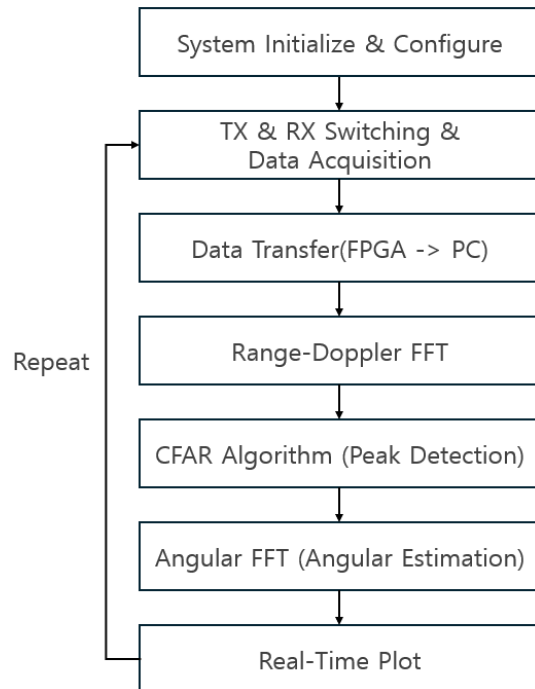 System Initialize & Configure
TX & RX Switching &
Data Acquisition
Data Transfer(FPGA -> PC)
Range-Doppler FFT
Repeat
CFAR Algorithm (Peak Detection)
Angular FFT (Angular Estimation)
Real-Time Plot